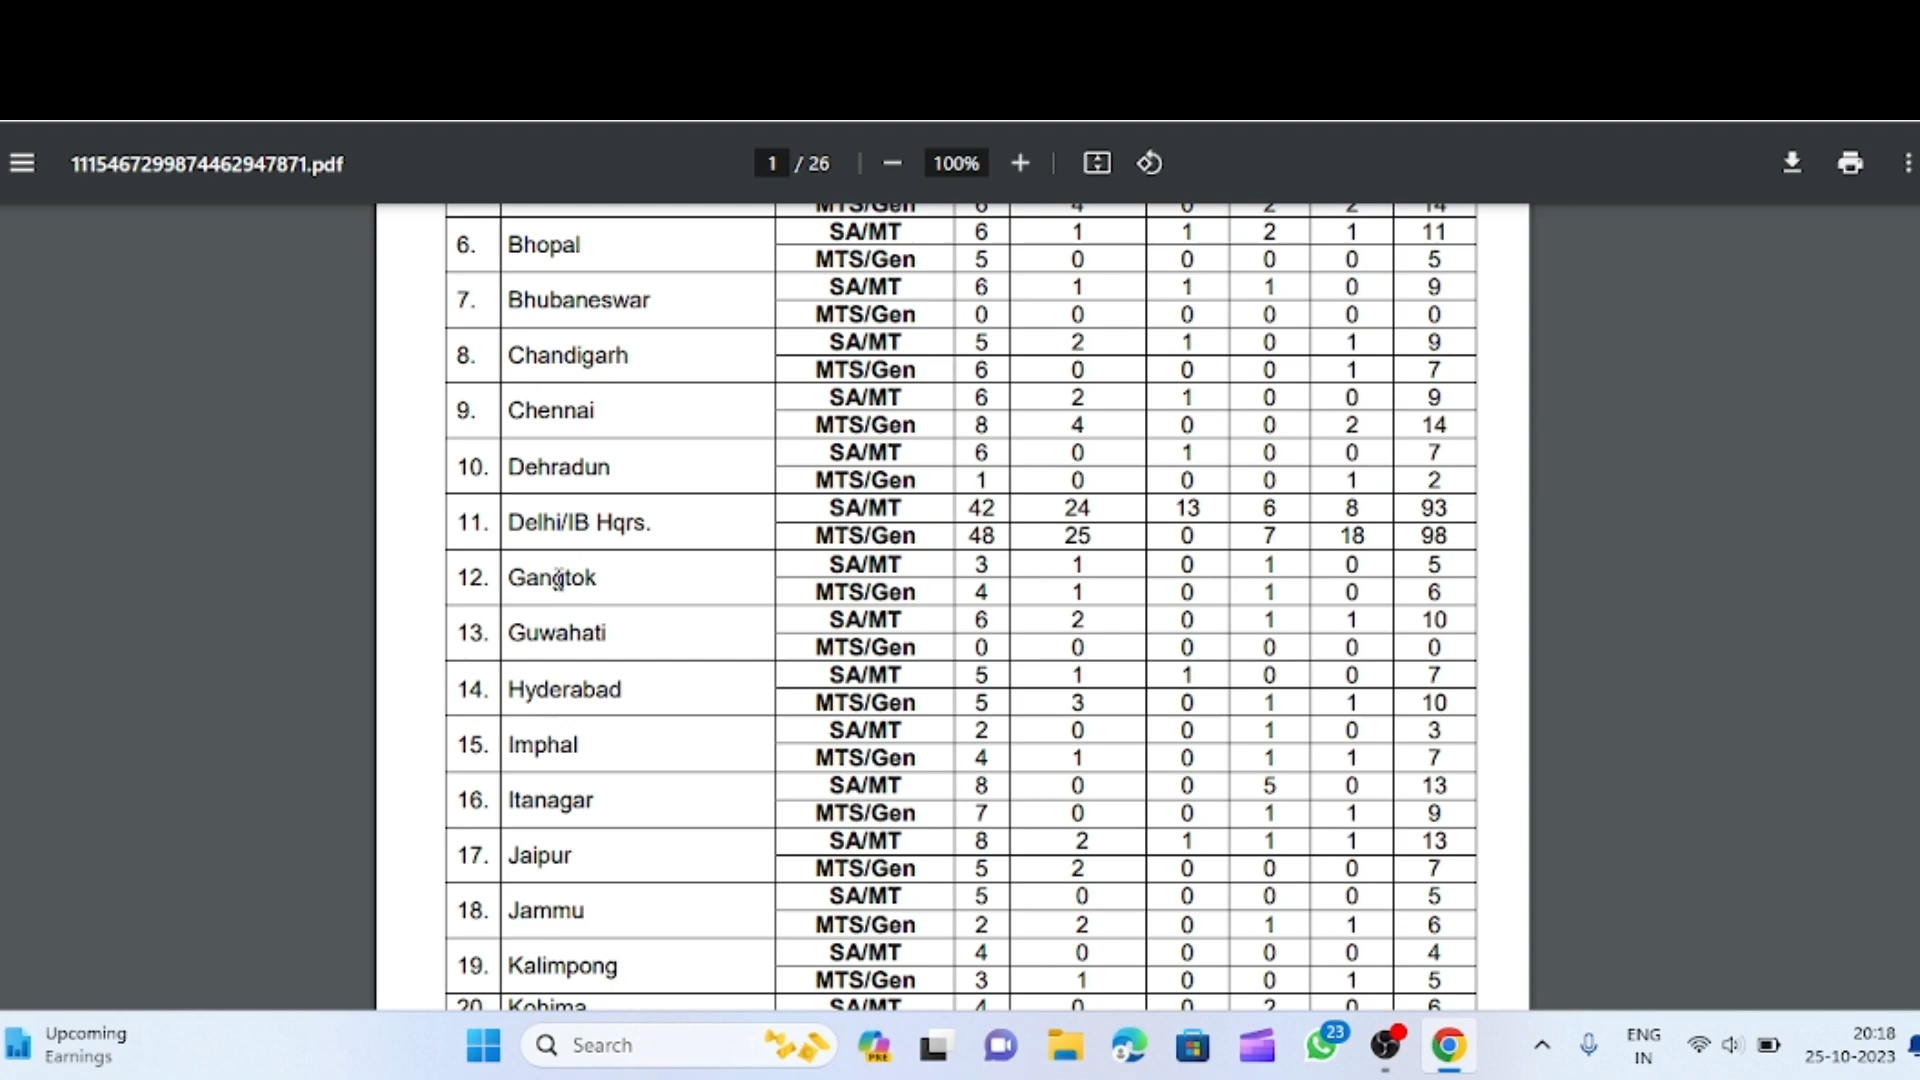 1115467299874462947871.pdf 1 / 26 100%
MTS/Gen 6 4 0 2 2 14
6. Bhopal SA/MT 6 1 1 2 1 11
MTS/Gen 5 0 0 0 0 5
7. Bhubaneswar SA/MT 6 1 1 1 0 9
MTS/Gen 0 0 0 0 0 0
8. Chandigarh SA/MT 5 2 1 0 1 9
MTS/Gen 6 0 0 0 1 7
9. Chennai SA/MT 6 2 1 0 0 9
MTS/Gen 8 4 0 0 2 14
10. Dehradun SA/MT 6 0 1 0 0 7
MTS/Gen 1 0 0 0 1 2
11. Delhi/IB Hqrs. SA/MT 42 24 13 6 8 93
MTS/Gen 48 25 0 7 18 98
12. Gangtok SA/MT 3 1 0 1 0 5
MTS/Gen 4 1 0 1 0 6
13. Guwahati SA/MT 6 2 0 1 1 10
MTS/Gen 0 0 0 0 0 0
14. Hyderabad SA/MT 5 1 1 0 0 7
MTS/Gen 5 3 0 1 1 10
15. Imphal SA/MT 2 0 0 1 0 3
MTS/Gen 4 1 0 1 1 7
16. Itanagar SA/MT 8 0 0 5 0 13
MTS/Gen 7 0 0 1 1 9
17. Jaipur SA/MT 8 2 1 1 1 13
MTS/Gen 5 2 0 0 0 7
18. Jammu SA/MT 5 0 0 0 0 5
MTS/Gen 2 2 0 1 1 6
19. Kalimpong SA/MT 4 0 0 0 0 4
MTS/Gen 3 1 0 0 1 5
20. Kohima SA/MT 4 0 0 2 0 6
Upcoming
Earnings
Search
PRE
23
ENG
IN
20:18
25-10-2023